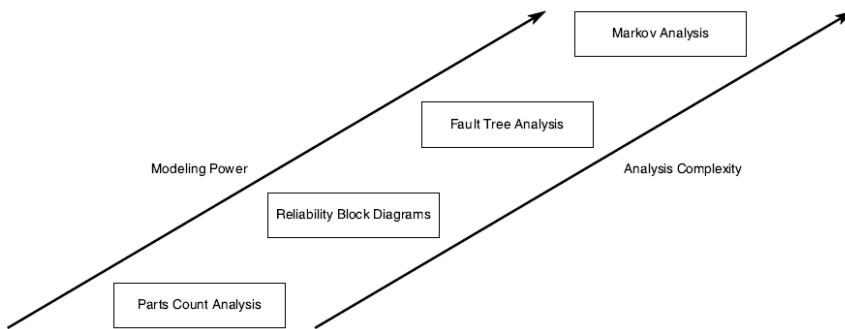 Markov Analysis
Fault Tree Analysis
Modeling Power
Analysis Complexity
Reliability Block Diagrams
Parts Count Analysis